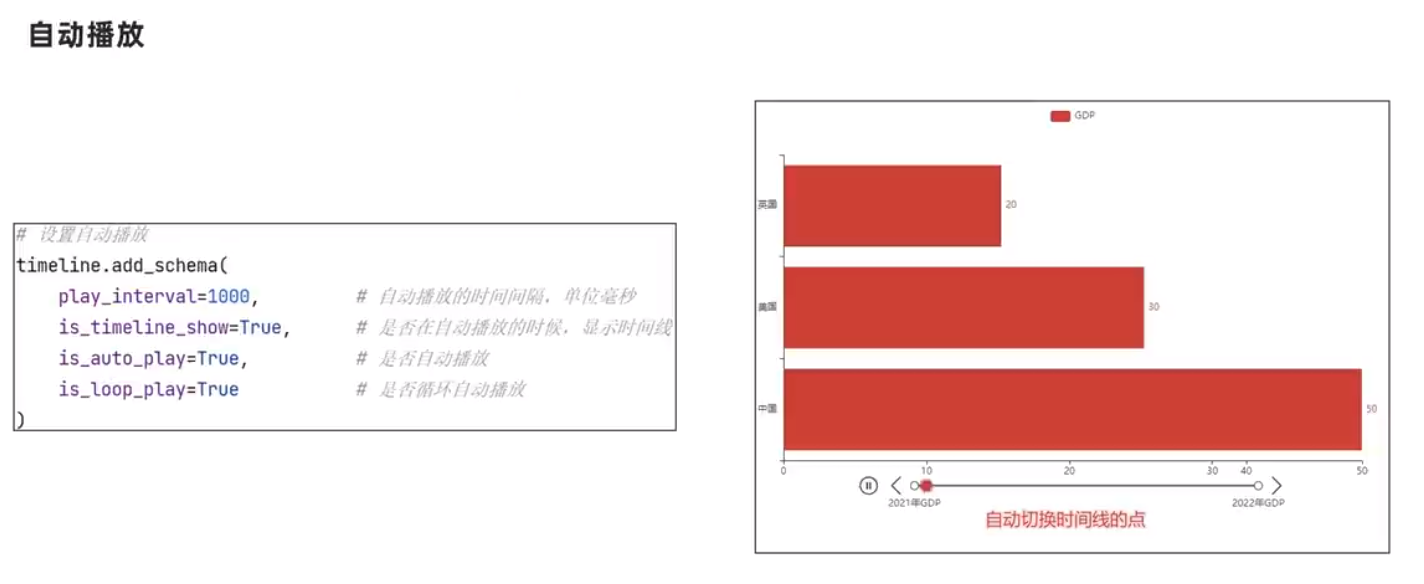 自动播放
# 设置自动播放
timeline.add_schema(
play_interval=1000, # 自动播放的时间间隔，单位毫秒
is_timeline_show=True, # 是否在自动播放的时候，显示时间线
is_auto_play=True, # 是否自动播放
is_loop_play=True # 是否循环自动播放
)
GDP
英国
20
美国
30
中国
50
0 10 20 30 40 50
2021年GDP 2022年GDP
自动切换时间线的点